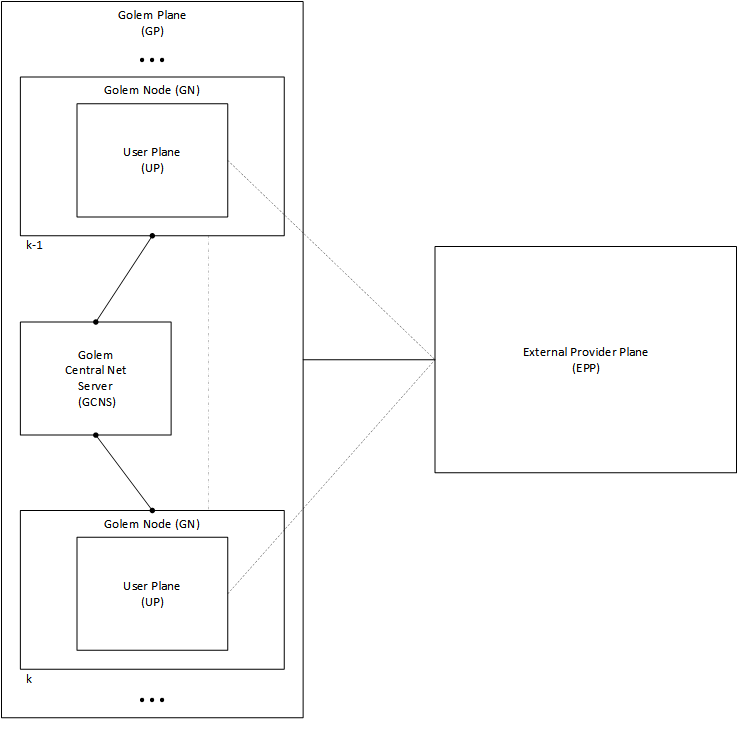 Golem Plane
(GP)
•••
Golem Node (GN)
User Plane
(UP)
k-1
Golem
Central Net
Server
(GCNS)
External Provider Plane
(EPP)
Golem Node (GN)
User Plane
(UP)
k
•••